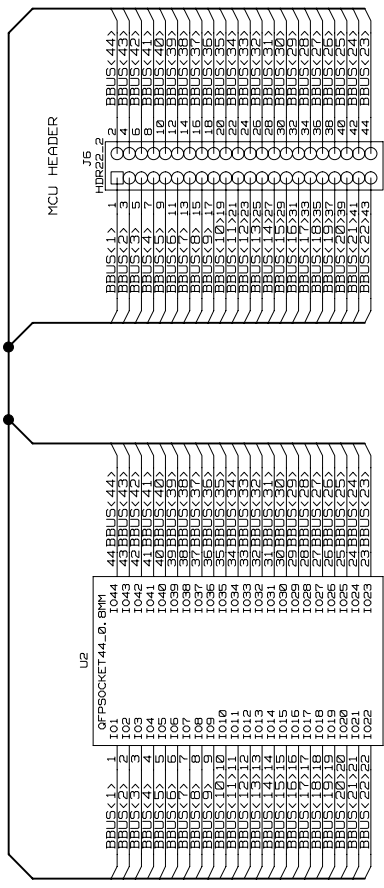 MCU HEADER
J6
HDR22_2
BBUS<1> 1 2 BBUS<44>
BBUS<2> 3 4 BBUS<43>
BBUS<3> 5 6 BBUS<42>
BBUS<4> 7 8 BBUS<41>
BBUS<5> 9 10 BBUS<40>
BBUS<6> 11 12 BBUS<39>
BBUS<7> 13 14 BBUS<38>
BBUS<8> 15 16 BBUS<37>
BBUS<9> 17 18 BBUS<36>
BBUS<10>19 20 BBUS<35>
BBUS<11>21 22 BBUS<34>
BBUS<12>23 24 BBUS<33>
BBUS<13>25 26 BBUS<32>
BBUS<14>27 28 BBUS<31>
BBUS<15>29 30 BBUS<30>
BBUS<16>31 32 BBUS<29>
BBUS<17>33 34 BBUS<28>
BBUS<18>35 36 BBUS<27>
BBUS<19>37 38 BBUS<26>
BBUS<20>39 40 BBUS<25>
BBUS<21>41 42 BBUS<24>
BBUS<22>43 44 BBUS<23>
U2
QFPSOCKET44_0.8MM
BBUS<1> 1 IO1 IO44 44 BBUS<44>
BBUS<2> 2 IO2 IO43 43 BBUS<43>
BBUS<3> 3 IO3 IO42 42 BBUS<42>
BBUS<4> 4 IO4 IO41 41 BBUS<41>
BBUS<5> 5 IO5 IO40 40 BBUS<40>
BBUS<6> 6 IO6 IO39 39 BBUS<39>
BBUS<7> 7 IO7 IO38 38 BBUS<38>
BBUS<8> 8 IO8 IO37 37 BBUS<37>
BBUS<9> 9 IO9 IO36 36 BBUS<36>
BBUS<10>10 IO10 IO35 35 BBUS<35>
BBUS<11>11 IO11 IO34 34 BBUS<34>
BBUS<12>12 IO12 IO33 33 BBUS<33>
BBUS<13>13 IO13 IO32 32 BBUS<32>
BBUS<14>14 IO14 IO31 31 BBUS<31>
BBUS<15>15 IO15 IO30 30 BBUS<30>
BBUS<16>16 IO16 IO29 29 BBUS<29>
BBUS<17>17 IO17 IO28 28 BBUS<28>
BBUS<18>18 IO18 IO27 27 BBUS<27>
BBUS<19>19 IO19 IO26 26 BBUS<26>
BBUS<20>20 IO20 IO25 25 BBUS<25>
BBUS<21>21 IO21 IO24 24 BBUS<24>
BBUS<22>22 IO22 IO23 23 BBUS<23>